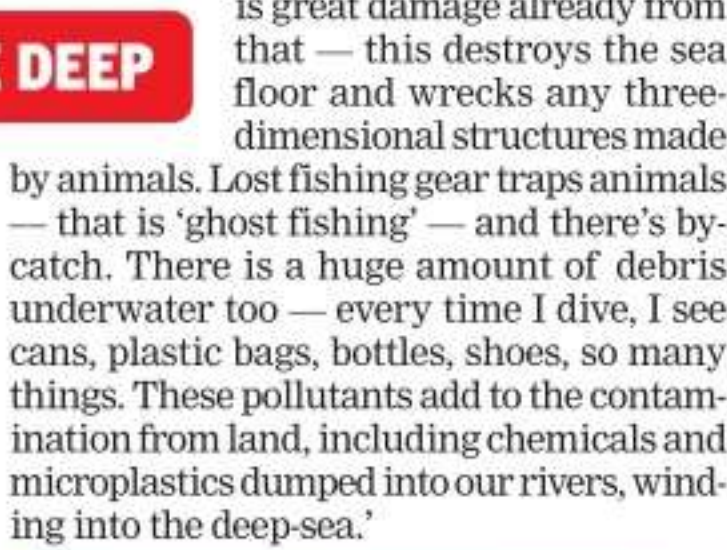 is great damage already from
DEEP
that — this destroys the sea
floor and wrecks any three-
dimensional structures made
by animals. Lost fishing gear traps animals
— that is ‘ghost fishing’ — and there’s by-
catch. There is a huge amount of debris
underwater too — every time I dive, I see
cans, plastic bags, bottles, shoes, so many
things. These pollutants add to the contam-
ination from land, including chemicals and
microplastics dumped into our rivers, wind-
ing into the deep-sea.’